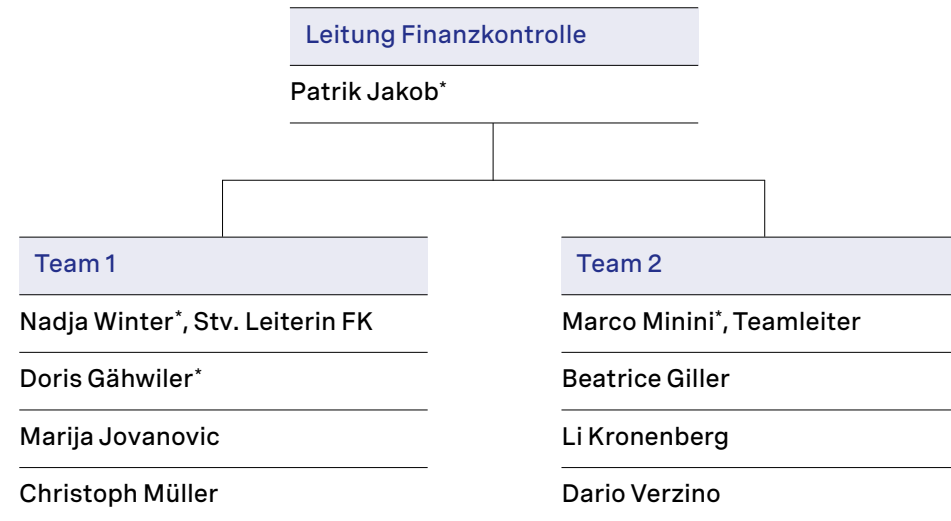 Leitung Finanzkontrolle
Patrik Jakob*
Team 1
Nadja Winter*, Stv. Leiterin FK
Doris Gähwiler*
Marija Jovanovic
Christoph Müller
Team 2
Marco Minini*, Teamleiter
Beatrice Giller
Li Kronenberg
Dario Verzino